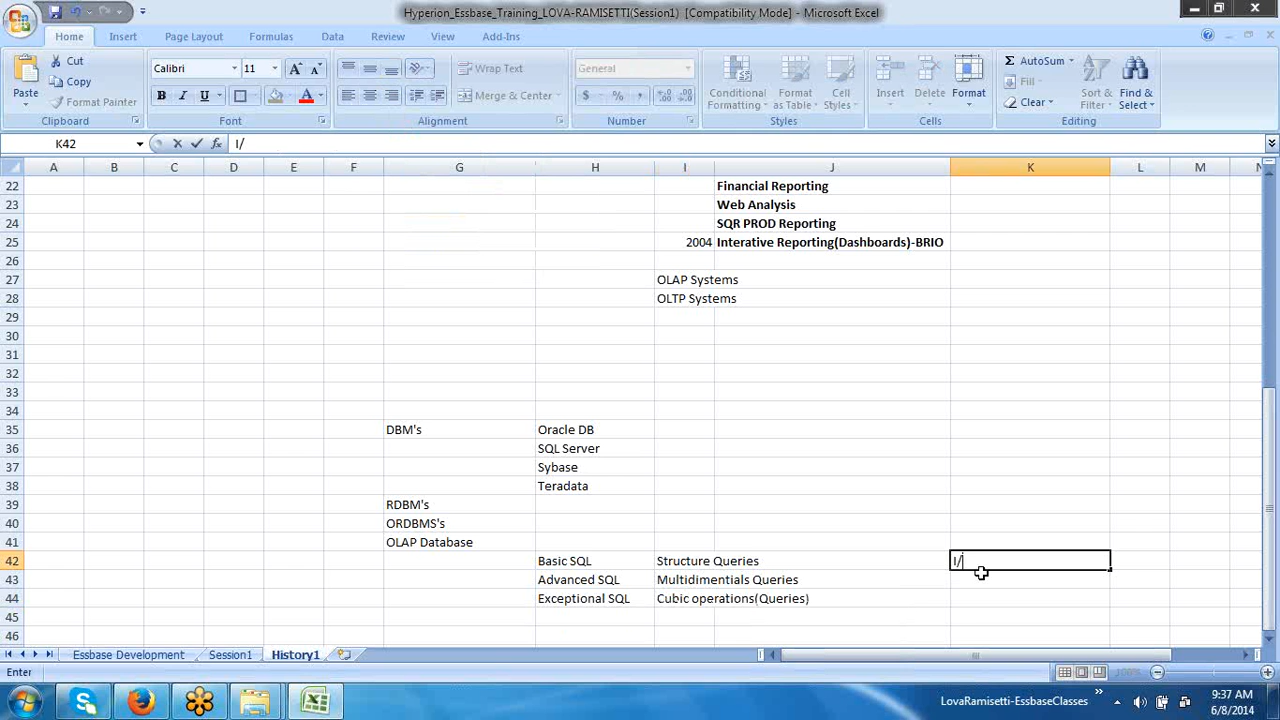 Hyperion_Essbase_Training_LOVA-RAMISETTI(Session1) [Compatibility Mode] - Microsoft Excel
Home Insert Page Layout Formulas Data Review View Add-Ins
Paste Cut Copy Format Painter
Calibri 11
B I U
Wrap Text
Merge & Center
General
$ % ,
Conditional Formatting Format as Table Cell Styles
Insert Delete Format
Σ AutoSum Fill Clear
Sort & Filter Find & Select
Clipboard Font Alignment Number Styles Cells Editing
K42 I/
A B C D E F G H I J K L M N
22 Financial Reporting
23 Web Analysis
24 SQR PROD Reporting
25 2004 Interative Reporting(Dashboards)-BRIO
26
27 OLAP Systems
28 OLTP Systems
29
30
31
32
33
34
35 DBM's Oracle DB
36 SQL Server
37 Sybase
38 Teradata
39 RDBM's
40 ORDBMS's
41 OLAP Database
42 Basic SQL Structure Queries I/
43 Advanced SQL Multidimentials Queries
44 Exceptional SQL Cubic operations(Queries)
45
46
Essbase Development Session1 History1
Enter
LovaRamisetti-EssbaseClasses
9:37 AM
6/8/2014